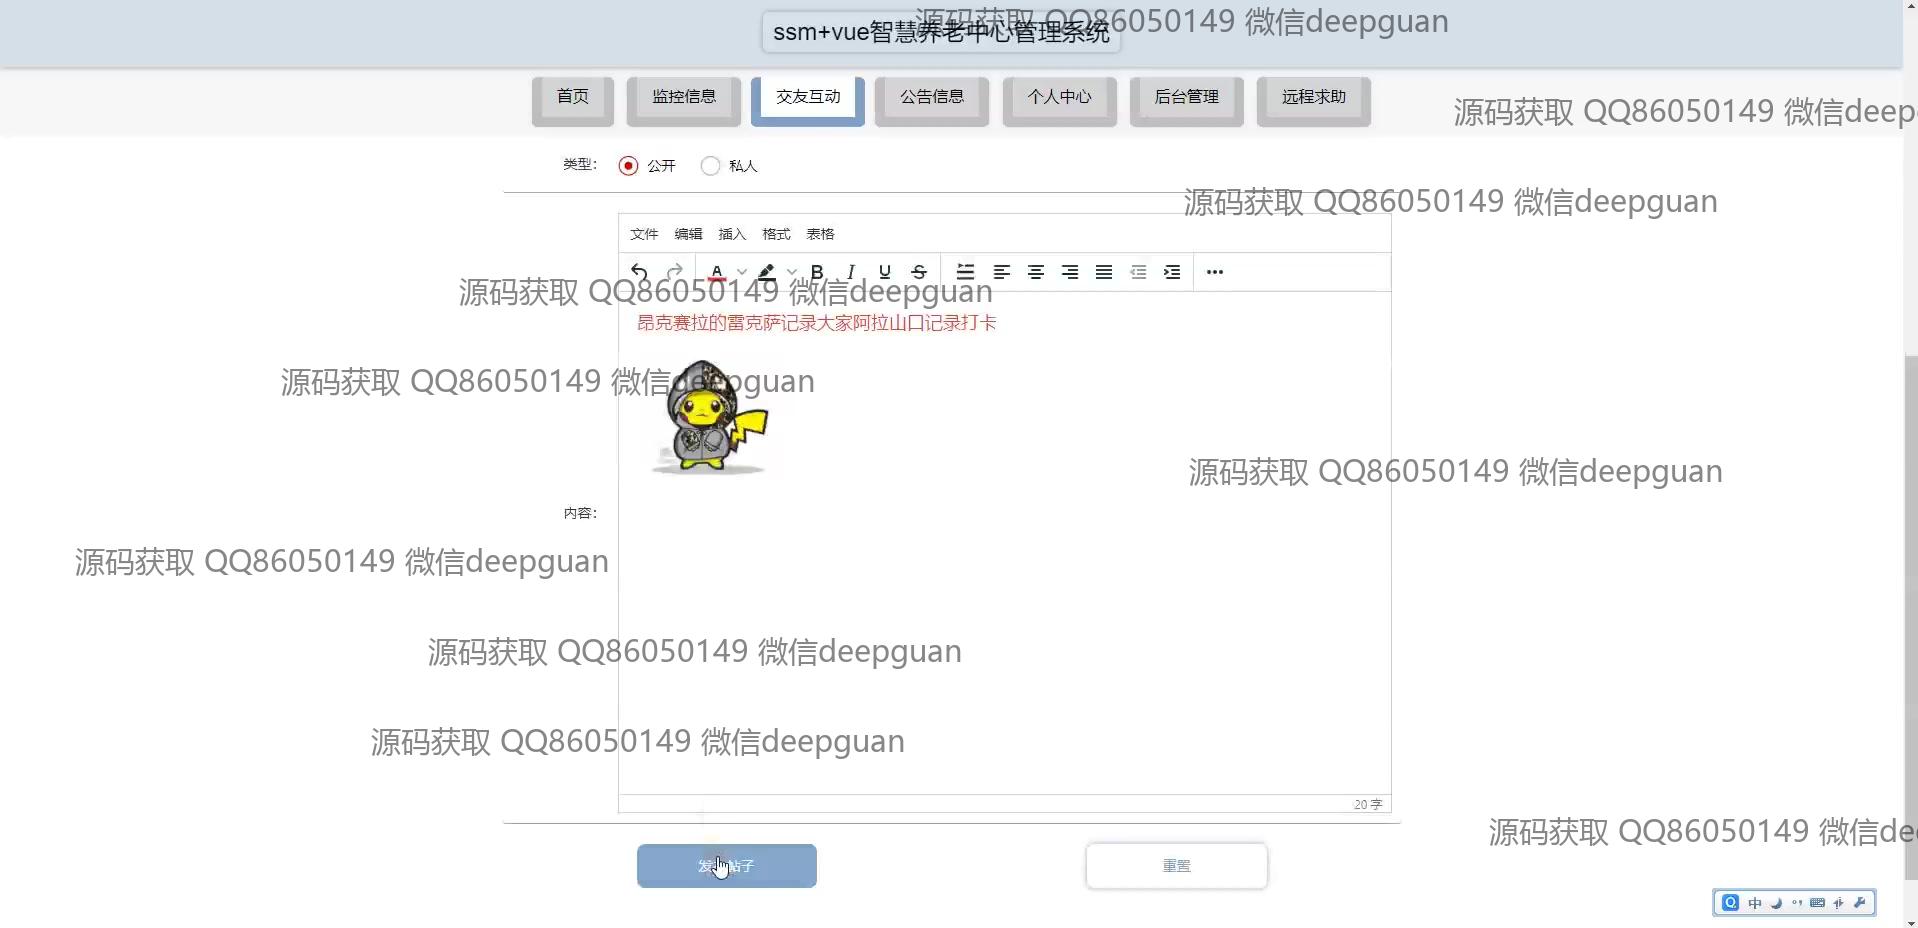 ssm+vue智慧养老中心管理系统
源码获取 QQ86050149 微信deepguan
首页 监控信息 交友互动 公告信息 个人中心 后台管理 远程求助
源码获取 QQ86050149 微信deep
类型： 公开 私人
源码获取 QQ86050149 微信deepguan
文件 编辑 插入 格式 表格
A B I U S
源码获取 QQ86050149 微信deepguan
昂克赛拉的雷克萨记录大家阿拉山口记录打卡
源码获取 QQ86050149 微信deepguan
源码获取 QQ86050149 微信deepguan
内容：
源码获取 QQ86050149 微信deepguan
源码获取 QQ86050149 微信deepguan
源码获取 QQ86050149 微信deepguan
20 字
源码获取 QQ86050149 微信de
发 帖子
重置
中